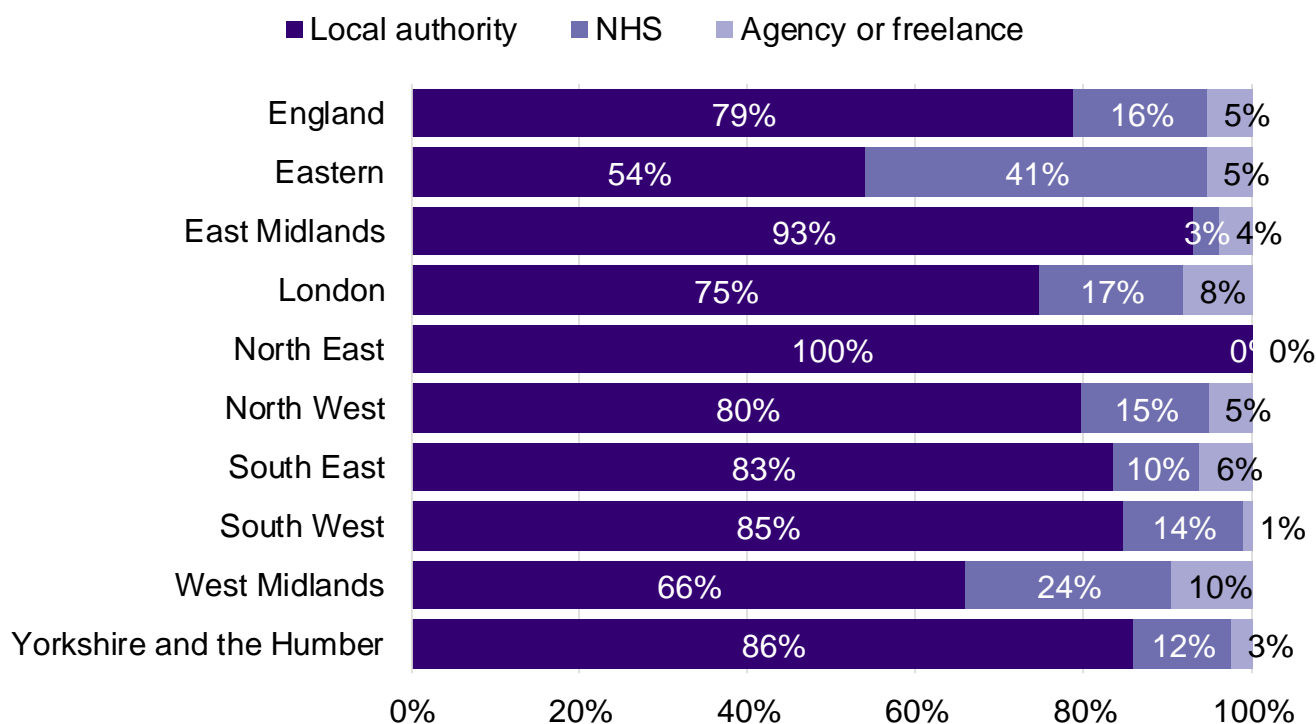 Local authority NHS Agency or freelance
England 79% 16% 5%
Eastern 54% 41% 5%
East Midlands 93% 3% 4%
London 75% 17% 8%
North East 100% 0% 0%
North West 80% 15% 5%
South East 83% 10% 6%
South West 85% 14% 1%
West Midlands 66% 24% 10%
Yorkshire and the Humber 86% 12% 3%
0% 20% 40% 60% 80% 100%